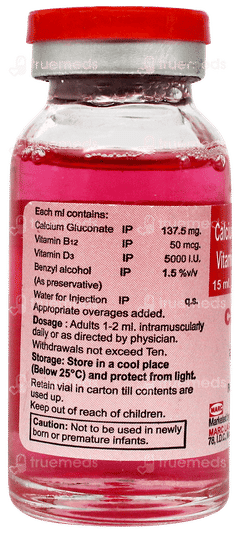 truemeds
Each ml contains:
Calcium Gluconate IP 137.5 mg.
Vitamin B12 IP 50 mcg.
Vitamin D3 IP 5000 I.U.
Benzyl alcohol IP 1.5 %v/v
(As preservative)
Water for Injection IP q.s.
Appropriate overages added.
Dosage : Adults 1-2 ml. intramuscularly
daily or as directed by physician.
Withdrawals not exceed Ten.
Storage: Store in a cool place
(Below 25°C) and protect from light.
Retain vial in carton till contents are
used up.
Keep out of reach of children.
Caution: Not to be used in newly
born or premature infants.
15 ml.
MARC
truemeds